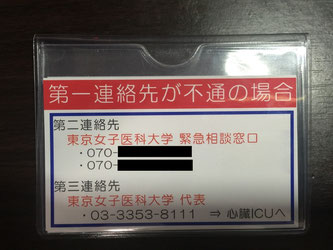 第一連絡先が不通の場合
第二連絡先
東京女子医科大学 緊急相談窓口
・070-
・070-
第三連絡先
東京女子医科大学 代表
・03-3353-8111 ⇒ 心臓ICUへ